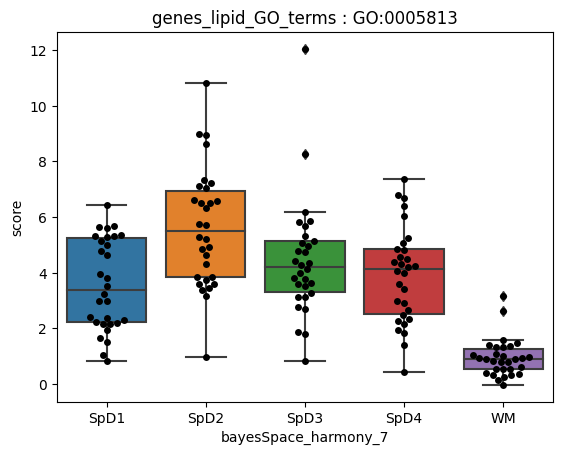 genes_lipid_GO_terms : GO:0005813
12
10
8
6
4
2
0
score
SpD1 SpD2 SpD3 SpD4 WM
bayesSpace_harmony_7